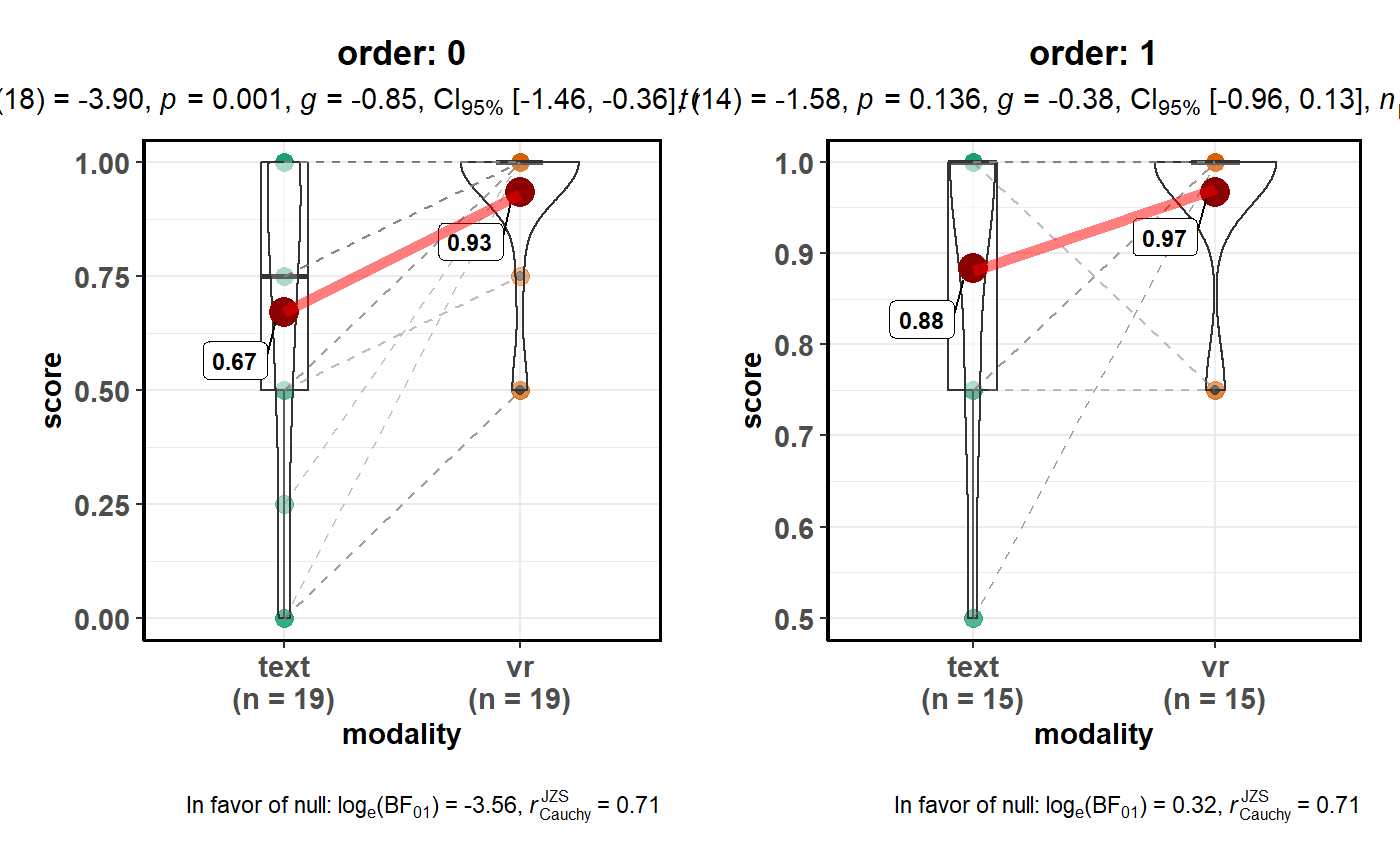 order: 0
(18) = -3.90, p = 0.001, g = -0.85, CI95% [-1.46, -0.36],
1.00
0.75
0.50
0.25
0.00
score
0.93
0.67
text
(n = 19)
vr
(n = 19)
modality
In favor of null: loge(BF01) = -3.56, rJZSCauchy = 0.71
order: 1
(14) = -1.58, p = 0.136, g = -0.38, CI95% [-0.96, 0.13], n
1.0
0.9
0.8
0.7
0.6
0.5
score
0.97
0.88
text
(n = 15)
vr
(n = 15)
modality
In favor of null: loge(BF01) = 0.32, rJZSCauchy = 0.71